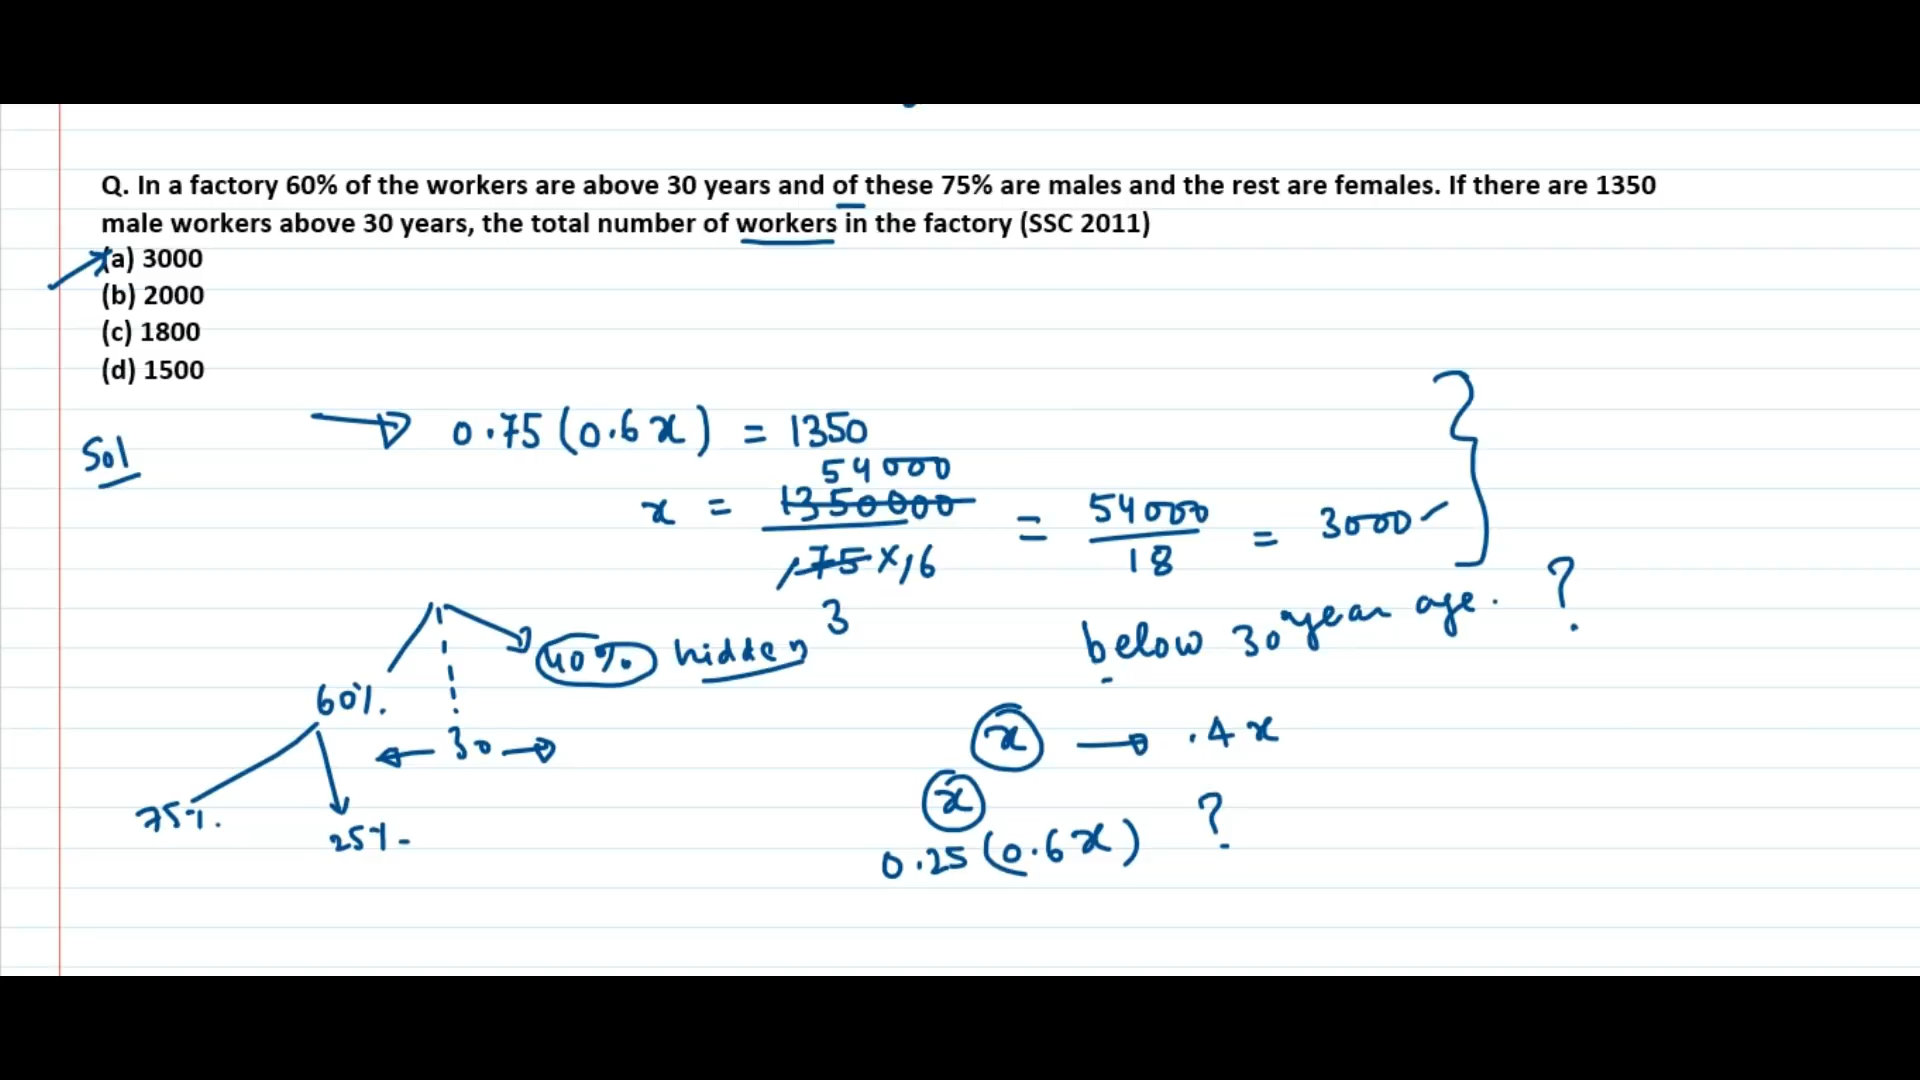 Q. In a factory 60% of the workers are above 30 years and of these 75% are males and the rest are females. If there are 1350
male workers above 30 years, the total number of workers in the factory (SSC 2011)
(a) 3000
(b) 2000
(c) 1800
(d) 1500
Sol
0.75 (0.6x) = 1350
54000
x = 1350000 = 54000 = 3000
.75 x .6
18
3
40% hidden
below 30 year age. ?
60%.
30
x → .4x
75%.
25%
x
0.25 (0.6x) ?